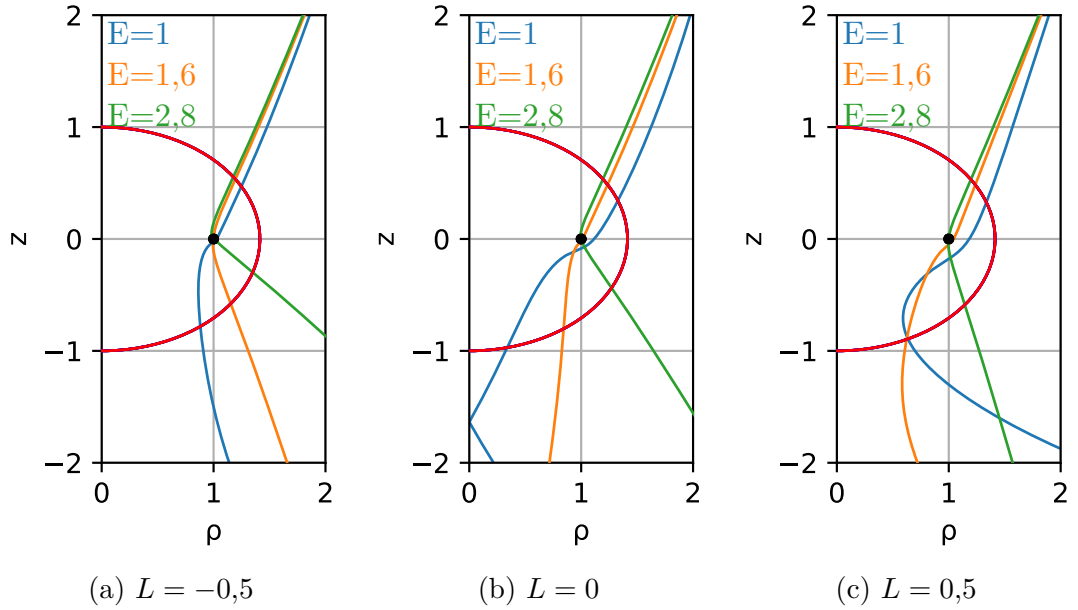 E=1
E=1,6
E=2,8
2
1
0
−1
−2
z
0
1
2
ρ
(a) L = −0,5
E=1
E=1,6
E=2,8
2
1
0
−1
−2
z
0
1
2
ρ
(b) L = 0
E=1
E=1,6
E=2,8
2
1
0
−1
−2
z
0
1
2
ρ
(c) L = 0,5